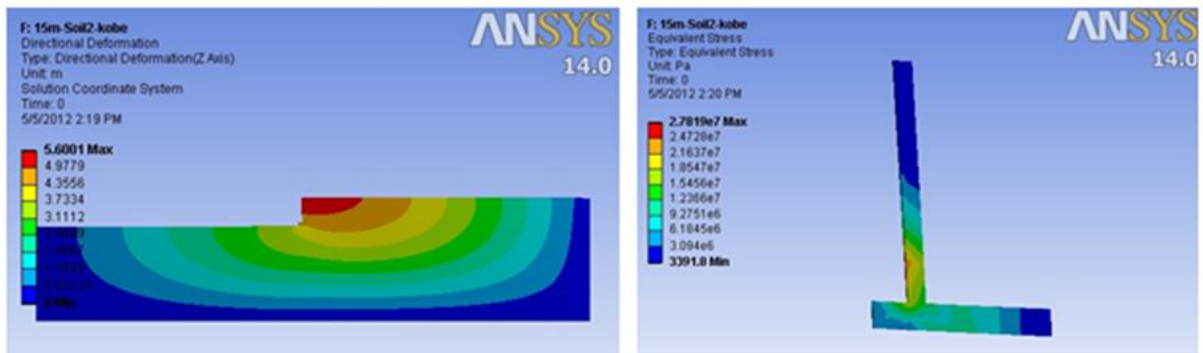 F: 15m-Soil2-kobe
Directional Deformation
Type: Directional Deformation(Z Axis)
Unit: m
Solution Coordinate System
Time: 0
5/5/2012 2:19 PM
ANSYS
14.0
5.6001 Max
4.9779
4.3556
3.7334
3.1112
0 Min
F: 15m-Soil2-kobe
Equivalent Stress
Type: Equivalent Stress
Unit: Pa
Time: 0
5/5/2012 2:20 PM
ANSYS
14.0
2.7819e7 Max
2.4728e7
2.1637e7
1.8547e7
1.5456e7
1.2366e7
9.2751e6
6.1845e6
3.094e6
3391.8 Min